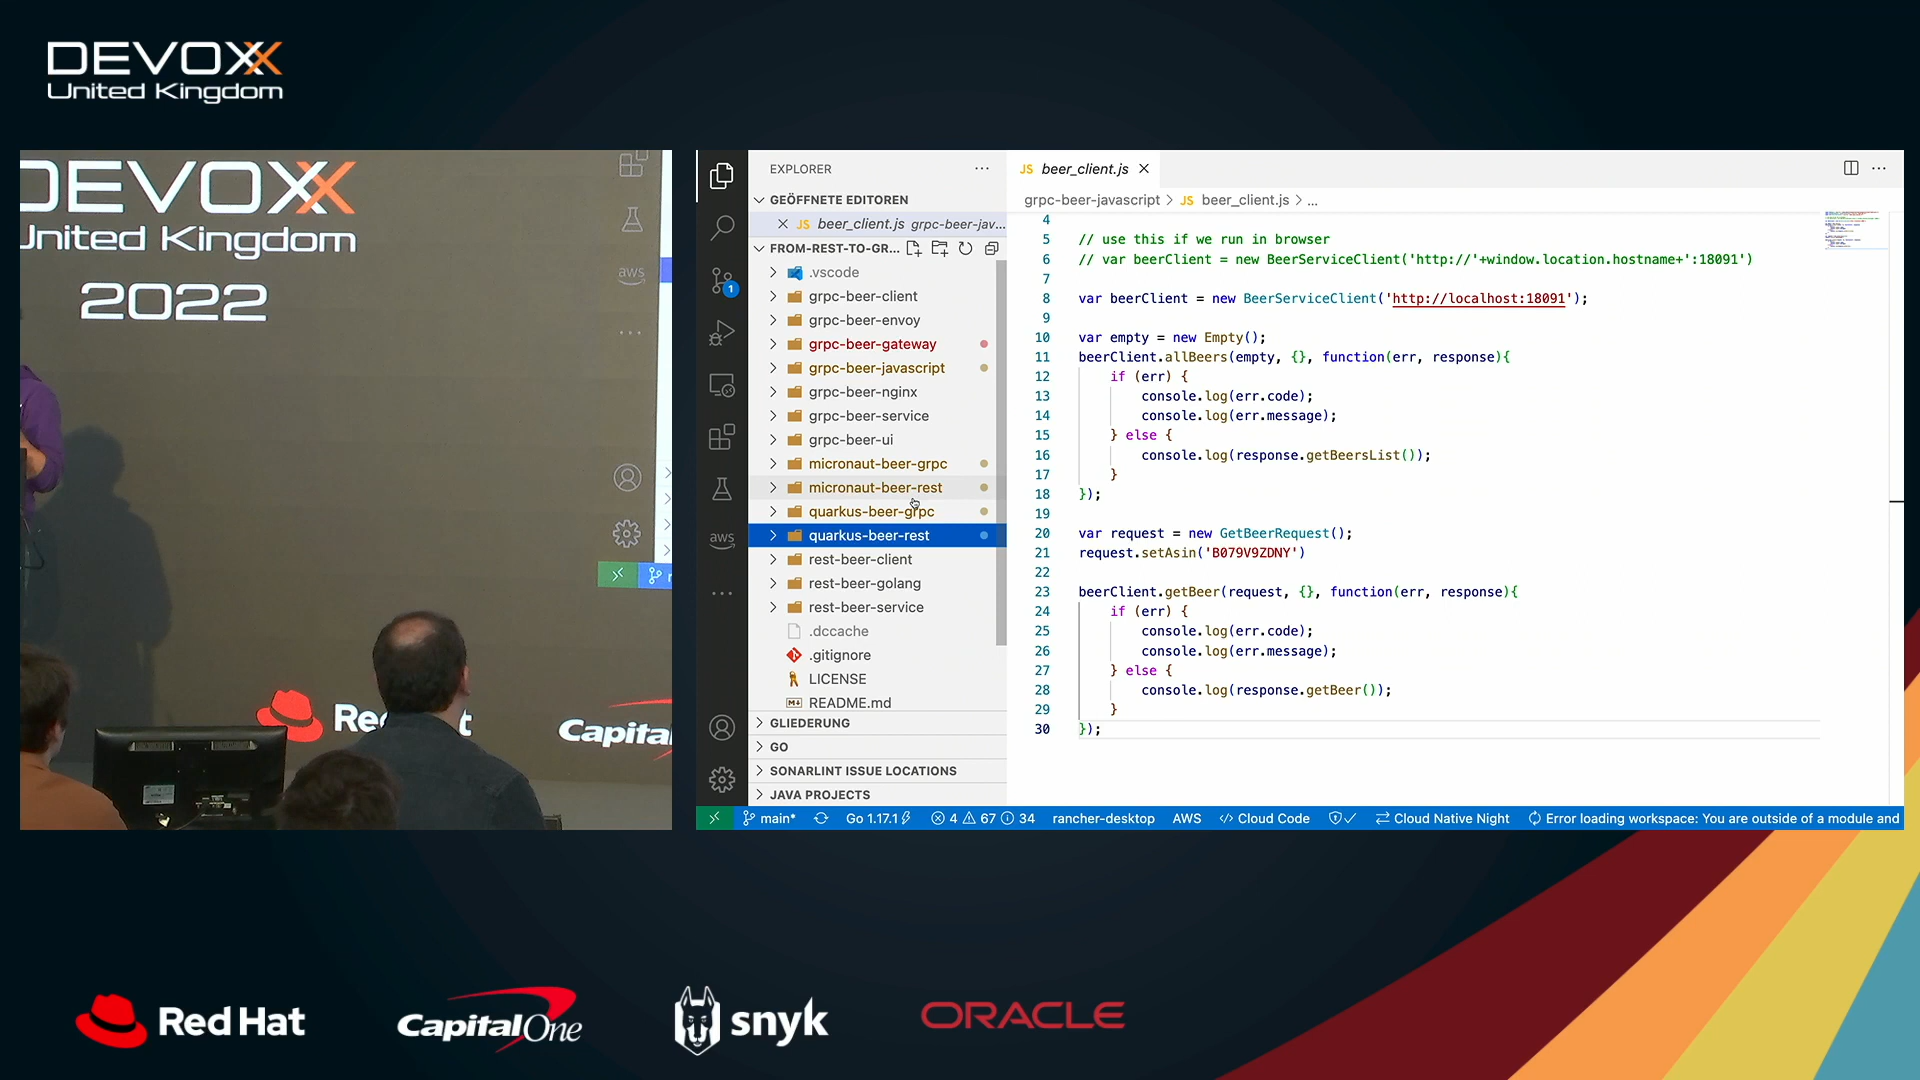 DEVOXX
United Kingdom
DEVOXX
United Kingdom
2022
aws
Capita
EXPLORER
GEÖFFNETE EDITOREN
JS beer_client.js grpc-beer-jav...
FROM-REST-TO-GR...
.vscode
grpc-beer-client
grpc-beer-envoy
grpc-beer-gateway
grpc-beer-javascript
grpc-beer-nginx
grpc-beer-service
grpc-beer-ui
micronaut-beer-grpc
micronaut-beer-rest
quarkus-beer-grpc
quarkus-beer-rest
rest-beer-client
rest-beer-golang
rest-beer-service
.dccache
.gitignore
LICENSE
README.md
GLIEDERUNG
GO
SONARLINT ISSUE LOCATIONS
JAVA PROJECTS
1
aws
JS beer_client.js
grpc-beer-javascript > JS beer_client.js > ...
4
5 // use this if we run in browser
6 // var beerClient = new BeerServiceClient('http://'+window.location.hostname+':18091')
7
8 var beerClient = new BeerServiceClient('http://localhost:18091');
9
10 var empty = new Empty();
11 beerClient.allBeers(empty, {}, function(err, response){
12 if (err) {
13 console.log(err.code);
14 console.log(err.message);
15 } else {
16 console.log(response.getBeersList());
17 }
18 });
19
20 var request = new GetBeerRequest();
21 request.setAsin('B079V9ZDNY')
22
23 beerClient.getBeer(request, {}, function(err, response){
24 if (err) {
25 console.log(err.code);
26 console.log(err.message);
27 } else {
28 console.log(response.getBeer());
29 }
30 });
main* Go 1.17.1 4 67 34 rancher-desktop AWS Cloud Code Cloud Native Night Error loading workspace: You are outside of a module and
Red Hat
Capital One
snyk
ORACLE